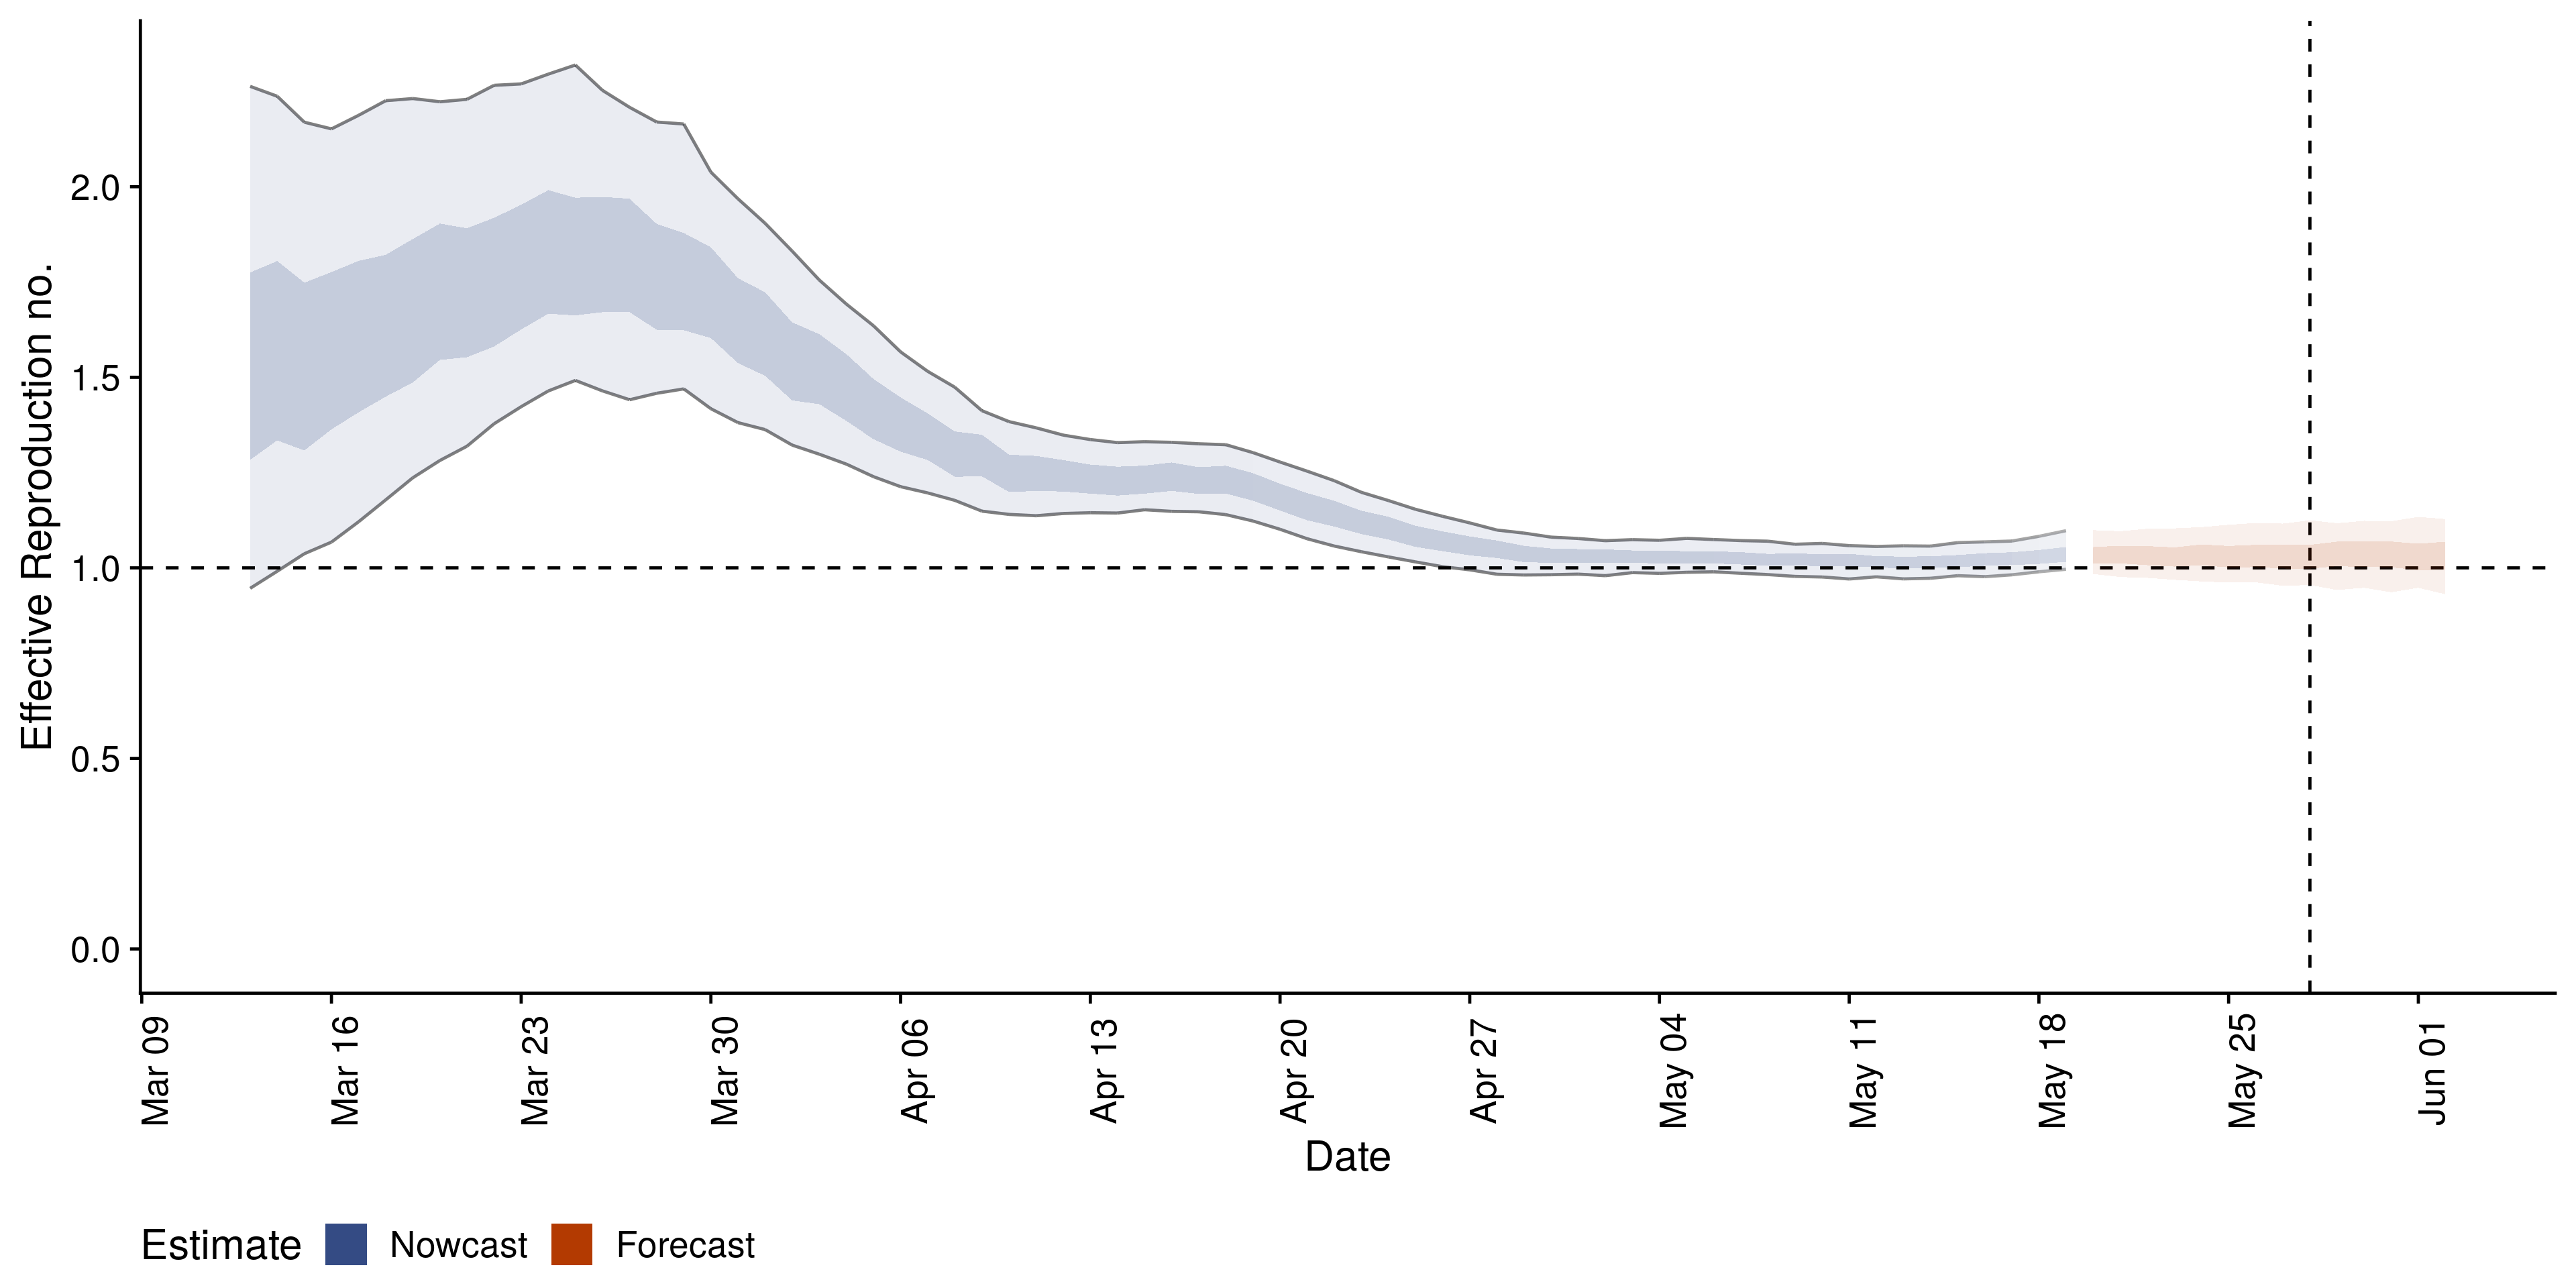 Effective Reproduction no.
2.0
1.5
1.0
0.5
0.0
Mar 09
Mar 16
Mar 23
Mar 30
Apr 06
Apr 13
Apr 20
Apr 27
May 04
May 11
May 18
May 25
Jun 01
Date
Estimate Nowcast Forecast